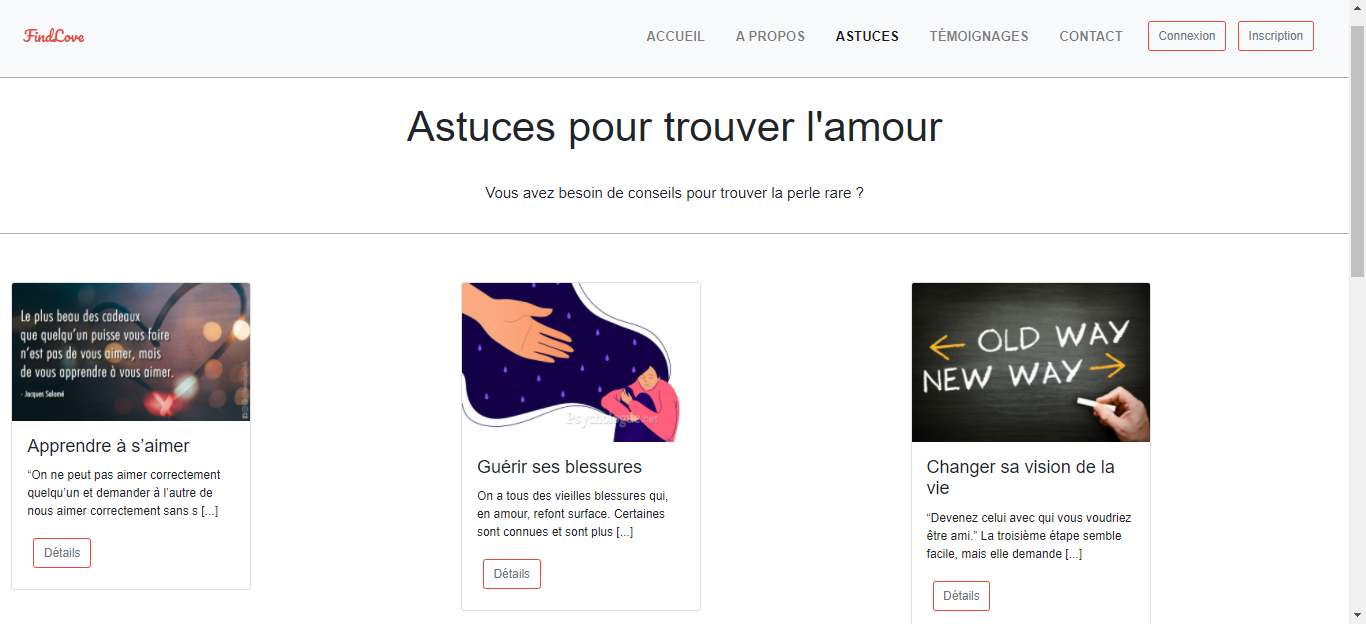 FindLove
ACCUEIL
A PROPOS
ASTUCES
TÉMOIGNAGES
CONTACT
Connexion
Inscription
Astuces pour trouver l'amour
Vous avez besoin de conseils pour trouver la perle rare ?
Le plus beau des cadeaux
que quelqu'un puisse vous faire
n'est pas de vous aimer, mais
de vous apprendre à vous aimer.
- Jacques Salomé
Apprendre à s’aimer
“On ne peut pas aimer correctement
quelqu’un et demander à l’autre de
nous aimer correctement sans s [...]
Détails
Psychologie.net
Guérir ses blessures
On a tous des vieilles blessures qui,
en amour, refont surface. Certaines
sont connues et sont plus [...]
Détails
OLD WAY
NEW WAY
Changer sa vision de la
vie
“Devenez celui avec qui vous voudriez
être ami.” La troisième étape semble
facile, mais elle demande [...]
Détails